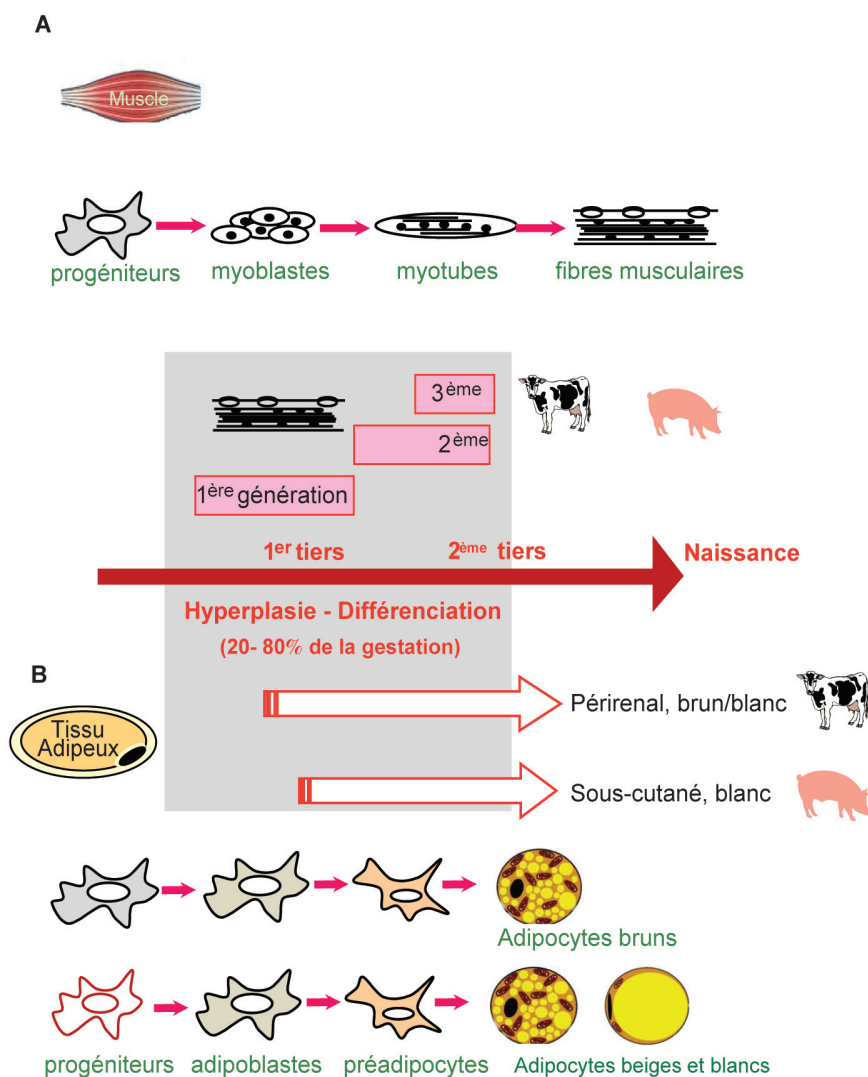 A
Muscle
progéniteurs
myoblastes
myotubes
fibres musculaires
3ème
2ème
1ère génération
1er tiers
2ème tiers
Naissance
Hyperplasie - Différenciation
(20- 80% de la gestation)
B
Tissu
Adipeux
Périrenal, brun/blanc
Sous-cutané, blanc
Adipocytes bruns
progéniteurs
adipoblastes
préadipocytes
Adipocytes beiges et blancs